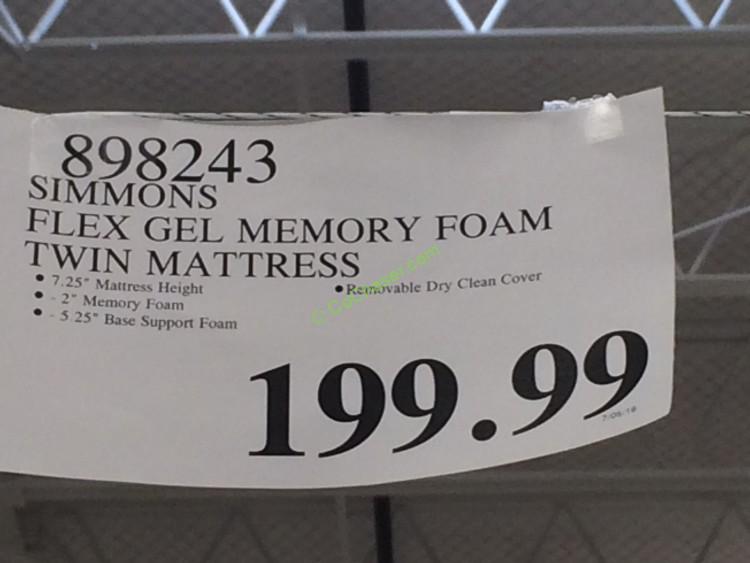 898243
SIMMONS
FLEX GEL MEMORY FOAM
TWIN MATTRESS
• 7.25" Mattress Height
• - 2" Memory Foam
• - 5.25" Base Support Foam
• Removable Dry Clean Cover
199.99